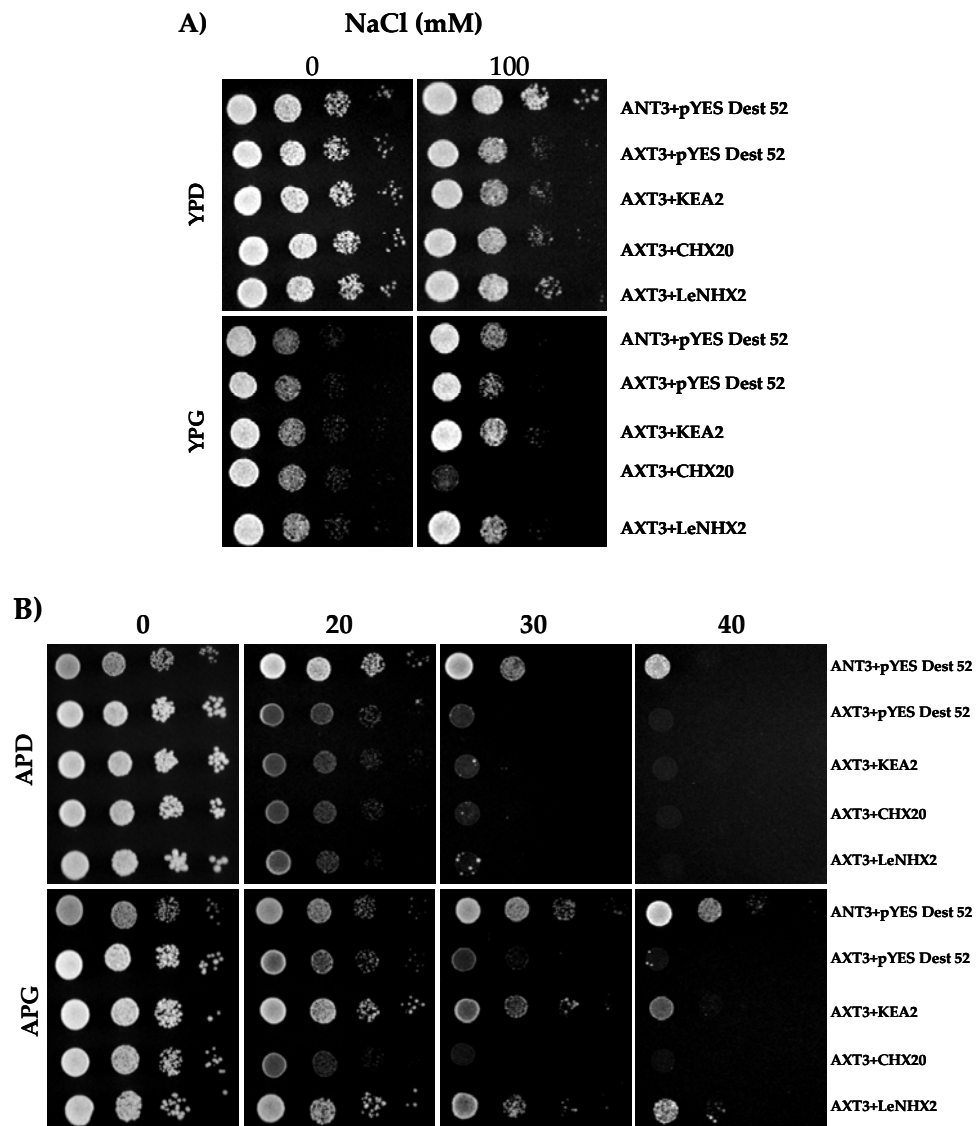 A)
NaCl (mM)
0 100
YPD
ANT3+pYES Dest 52
AXT3+pYES Dest 52
AXT3+KEA2
AXT3+CHX20
AXT3+LeNHX2
YPG
ANT3+pYES Dest 52
AXT3+pYES Dest 52
AXT3+KEA2
AXT3+CHX20
AXT3+LeNHX2
B)
0 20 30 40
APD
ANT3+pYES Dest 52
AXT3+pYES Dest 52
AXT3+KEA2
AXT3+CHX20
AXT3+LeNHX2
APG
ANT3+pYES Dest 52
AXT3+pYES Dest 52
AXT3+KEA2
AXT3+CHX20
AXT3+LeNHX2